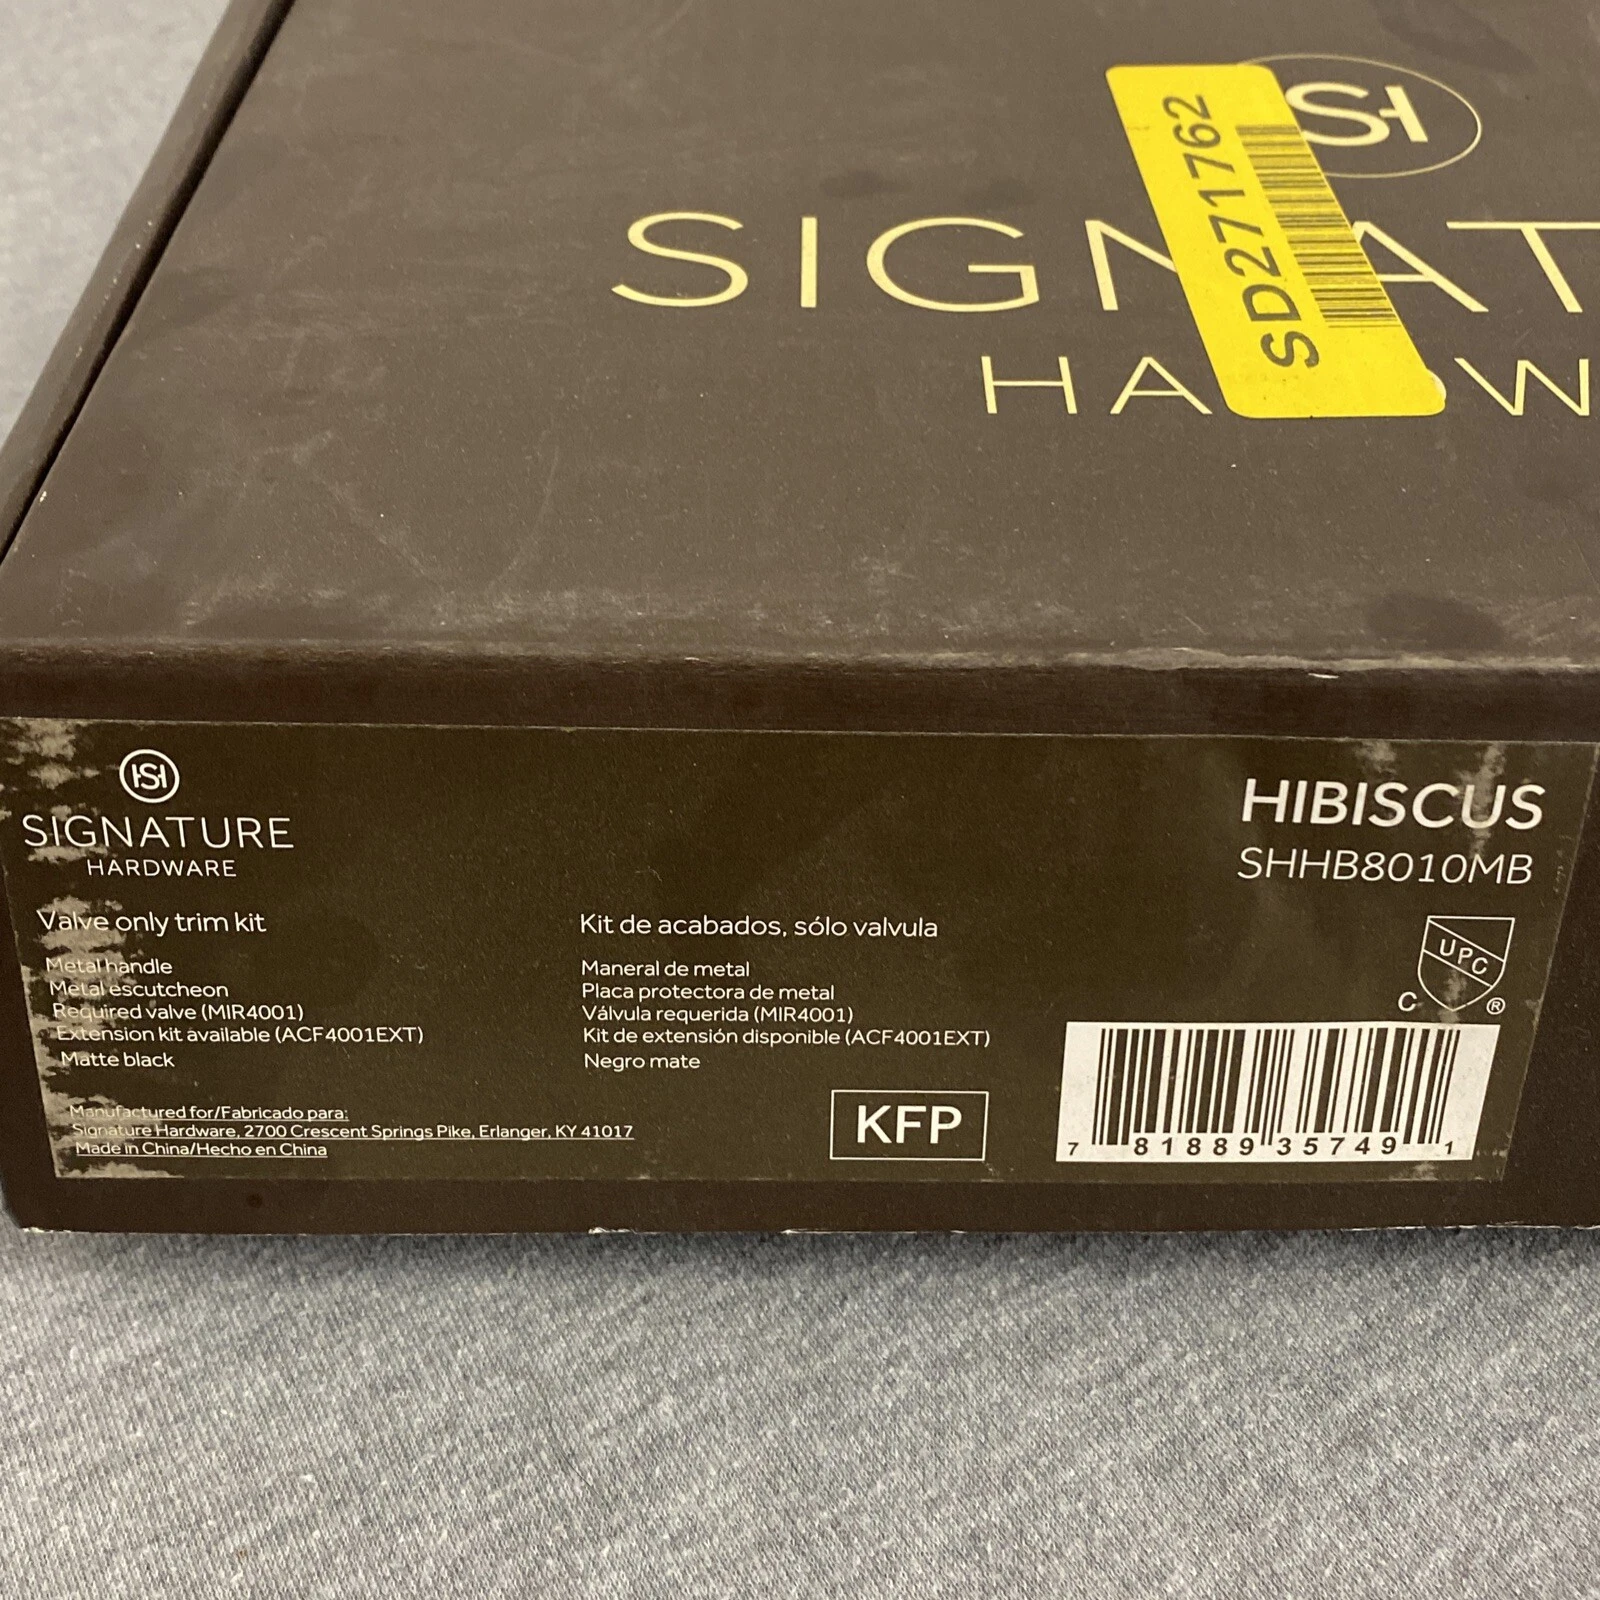 SH
SIGNAT
HA W
SD271762
SH
SIGNATURE
HARDWARE
HIBISCUS
SHHB8010MB
Valve only trim kit
Metal handle
Metal escutcheon
Required valve (MIR4001)
Extension kit available (ACF4001EXT)
Matte black
Kit de acabados, sólo valvula
Maneral de metal
Placa protectora de metal
Válvula requerida (MIR4001)
Kit de extensión disponible (ACF4001EXT)
Negro mate
Manufactured for/Fabricado para:
Signature Hardware, 2700 Crescent Springs Pike, Erlanger, KY 41017
Made in China/Hecho en China
KFP
UPC
C ®
7 81889 35749 1